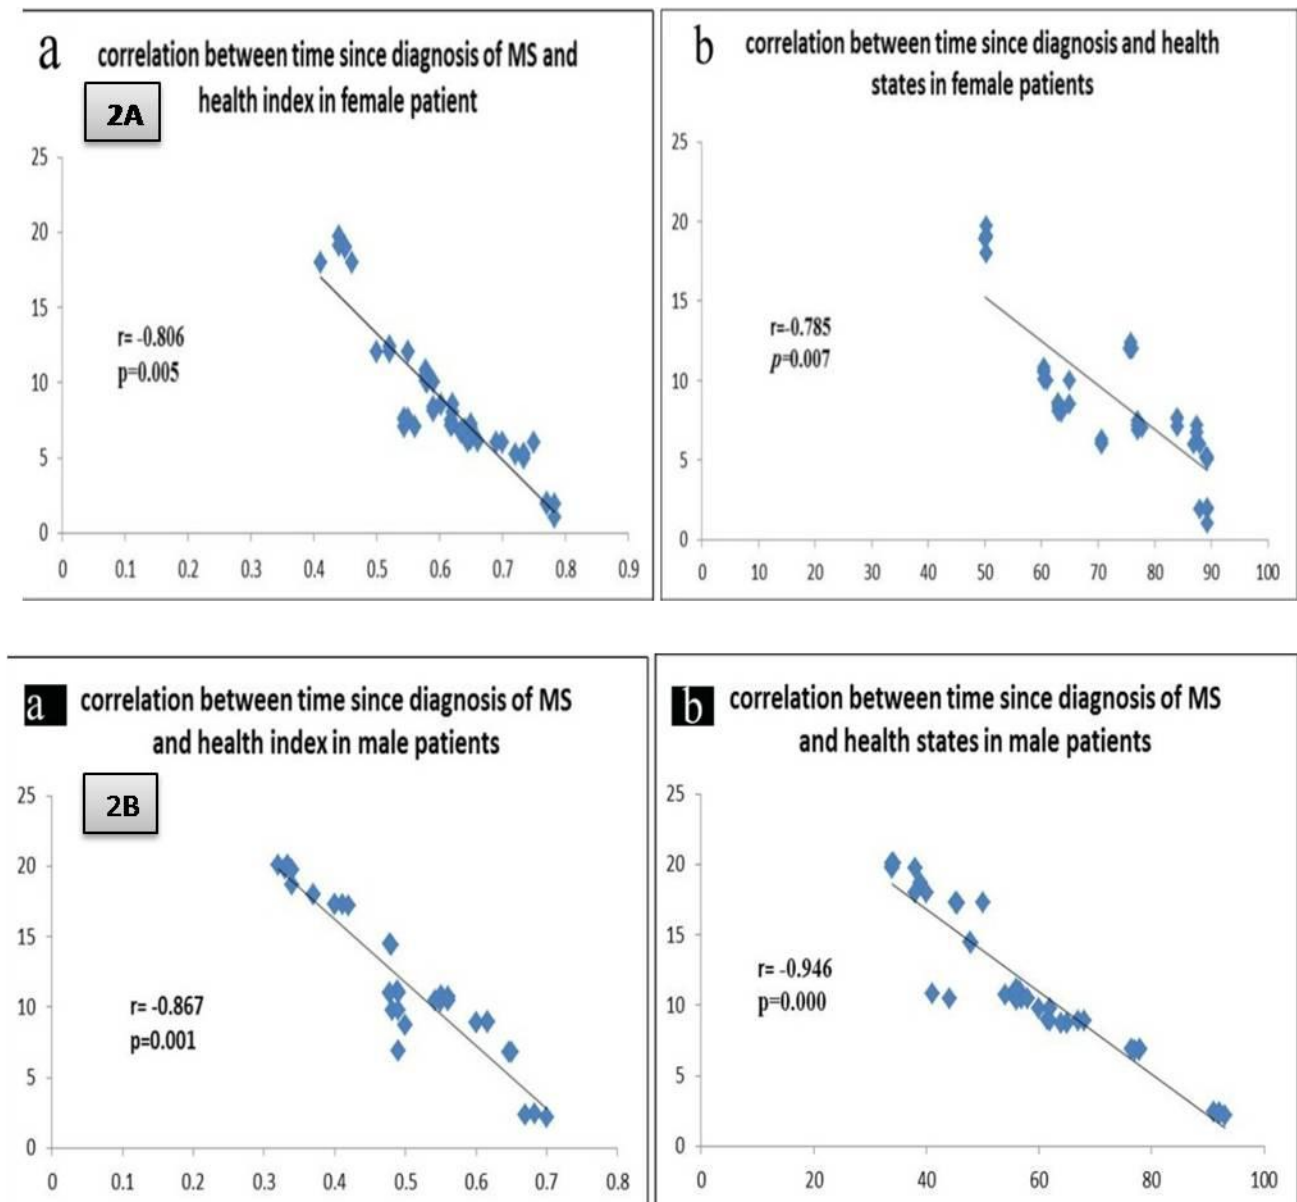 a
correlation between time since diagnosis of MS and
health index in female patient
2A
25
20
15
10
5
0
r= -0.806
p=0.005
0 0.1 0.2 0.3 0.4 0.5 0.6 0.7 0.8 0.9
b
correlation between time since diagnosis and health
states in female patients
25
20
15
10
5
0
r=-0.785
p=0.007
0 10 20 30 40 50 60 70 80 90 100
a
correlation between time since diagnosis of MS
and health index in male patients
2B
25
20
15
10
5
0
r= -0.867
p=0.001
0 0.1 0.2 0.3 0.4 0.5 0.6 0.7 0.8
b
correlation between time since diagnosis of MS
and health states in male patients
25
20
15
10
5
0
r= -0.946
p=0.000
0 20 40 60 80 100